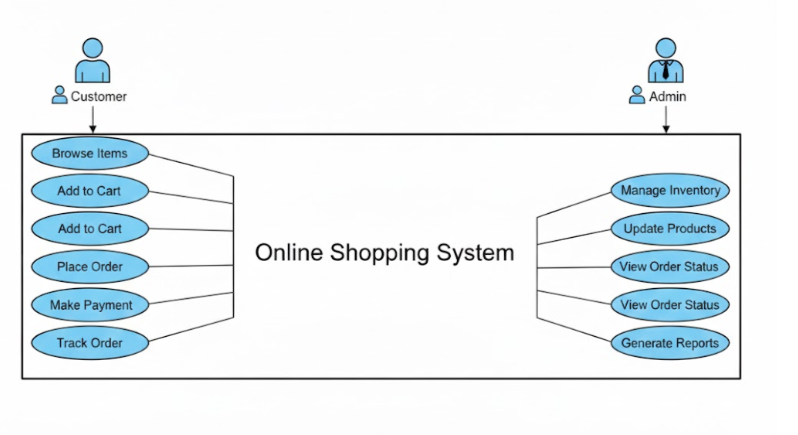 Customer
Admin
Browse Items
Add to Cart
Add to Cart
Place Order
Make Payment
Track Order
Online Shopping System
Manage Inventory
Update Products
View Order Status
View Order Status
Generate Reports